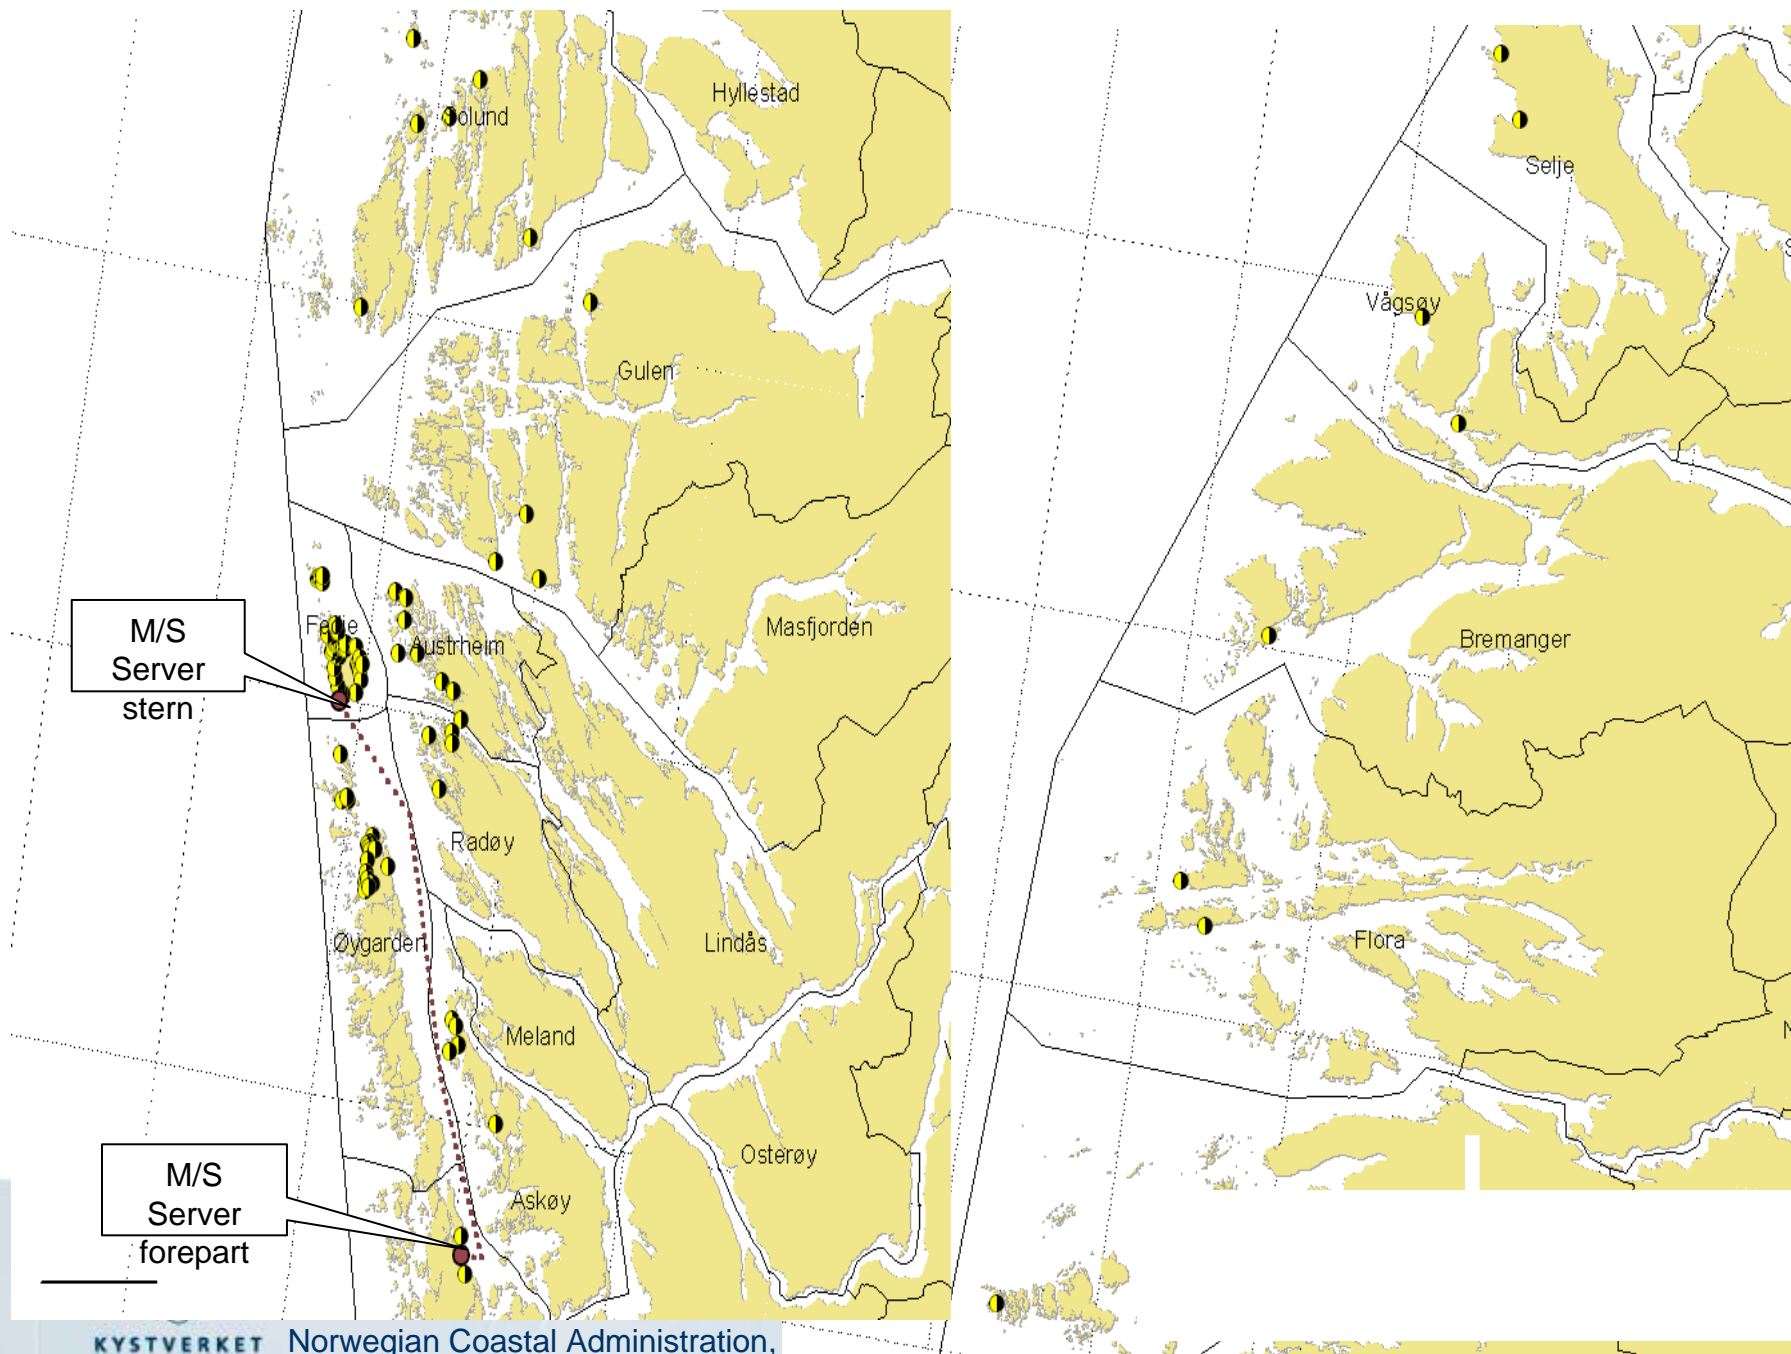 Hyllestad
Solund
Gulen
M/S
Server
stern
Fedje
Austrheim
Masfjorden
Radøy
Lindås
Øygarden
Meland
Osterøy
Askøy
M/S
Server
forepart
Selje
Vågsøy
Bremanger
Flora
KYSTVERKET Norwegian Coastal Administration,